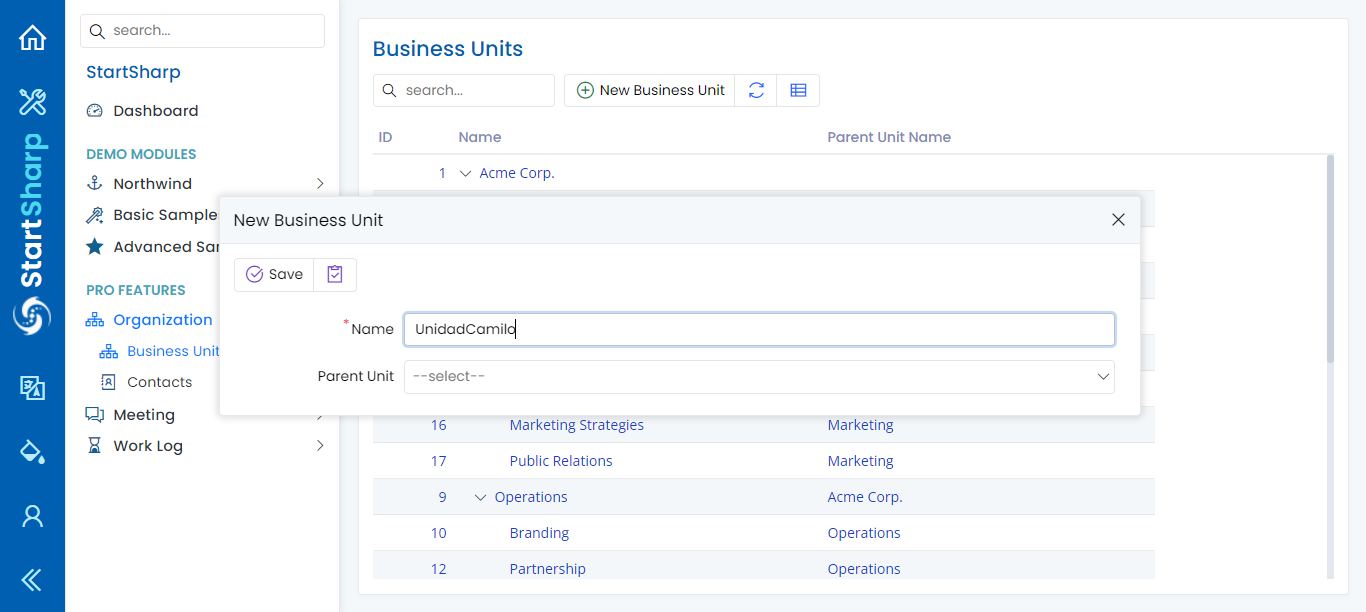 StartSharp
search...
StartSharp
Dashboard
DEMO MODULES
Northwind
Basic Sample
Advanced Sa
PRO FEATURES
Organization
Business Unit
Contacts
Meeting
Work Log
Business Units
search...
New Business Unit
ID Name Parent Unit Name
1 Acme Corp.
New Business Unit
Save
*Name UnidadCamilo
Parent Unit --select--
16 Marketing Strategies Marketing
17 Public Relations Marketing
9 Operations Acme Corp.
10 Branding Operations
12 Partnership Operations